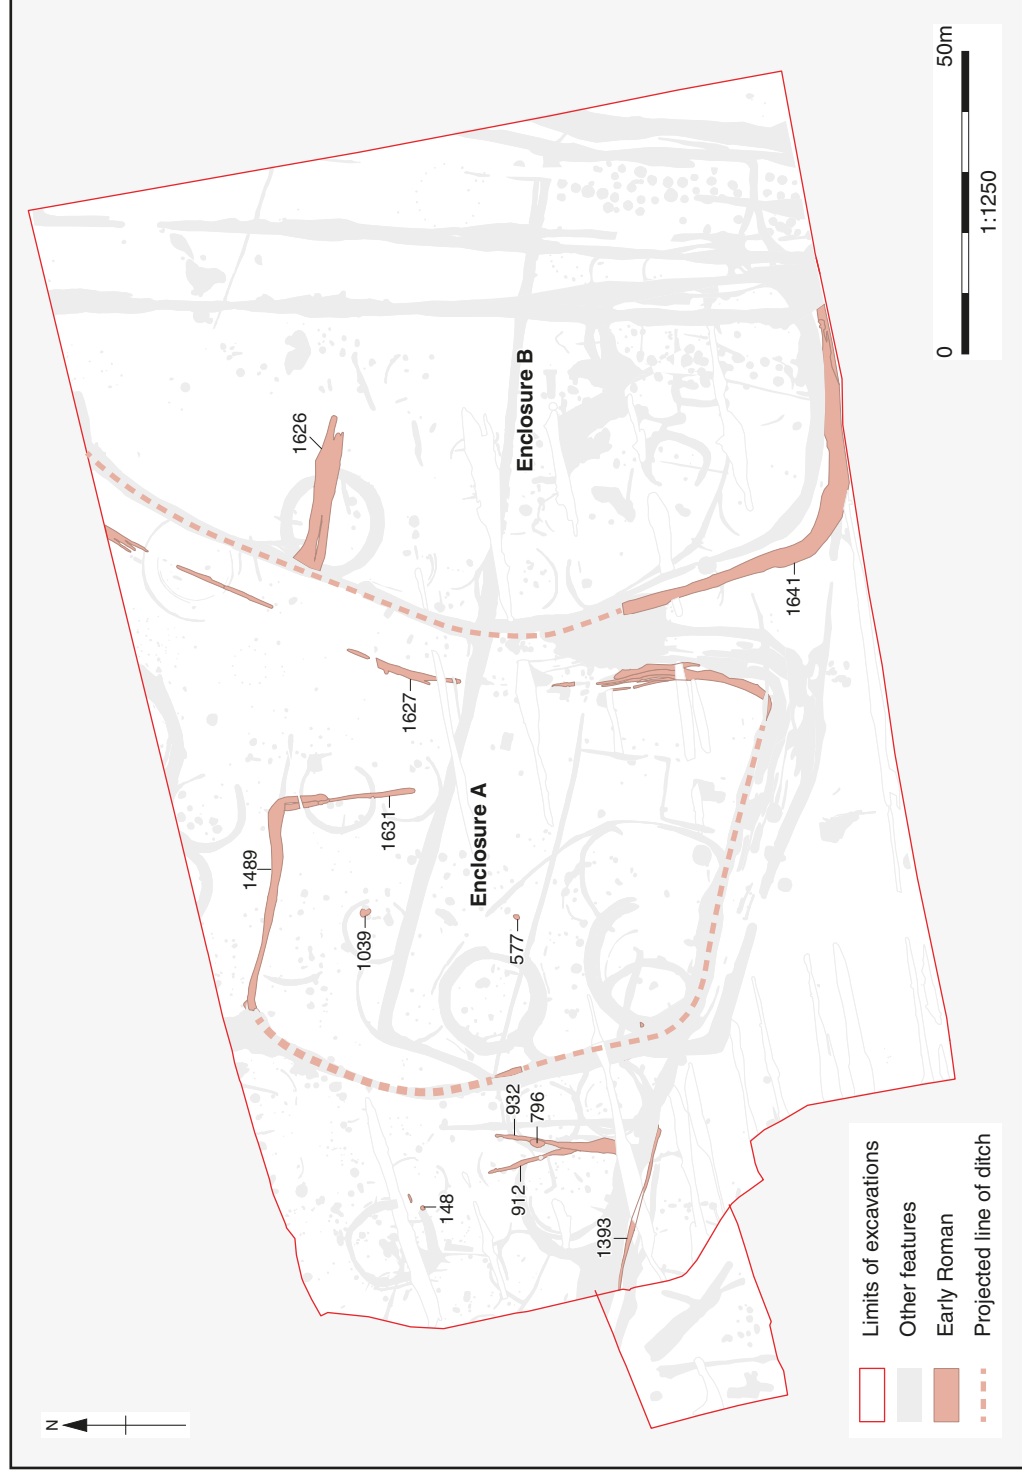 N
1626
1627
1489
1631
1039
577
Enclosure A
Enclosure B
932
796
912
148
1393
1641
0
50m
1:1250
Limits of excavations
Other features
Early Roman
Projected line of ditch